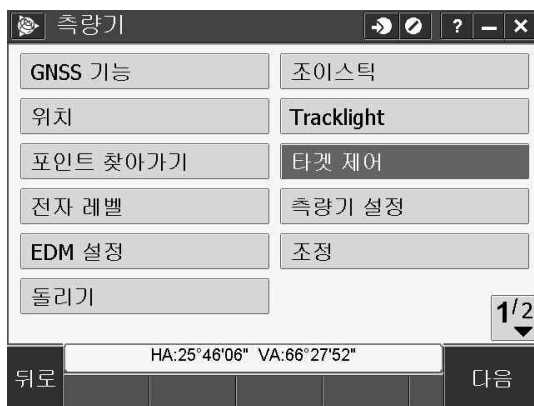 측량기
? – ×
GNSS 기능
조이스틱
위치
Tracklight
포인트 찾아가기
타겟 제어
전자 레벨
측량기 설정
EDM 설정
조정
돌리기
1/2
HA:25°46'06" VA:66°27'52"
뒤로
다음